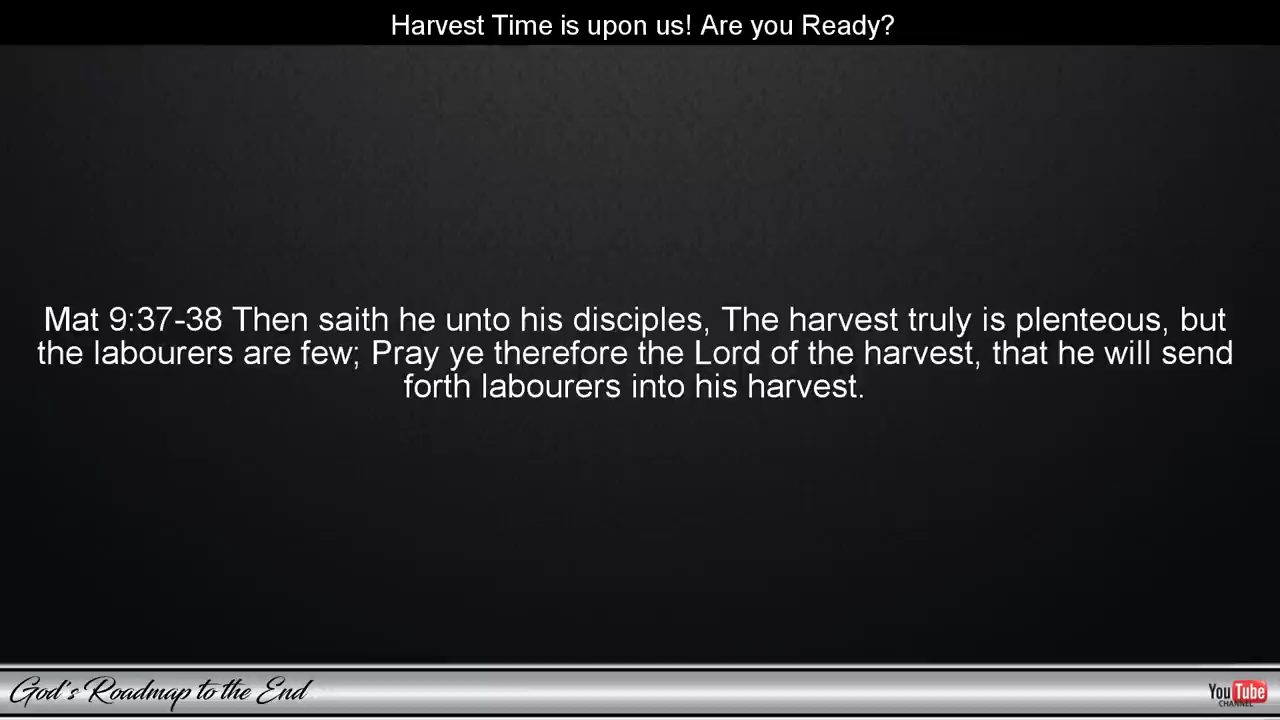 Harvest Time is upon us! Are you Ready?
Mat 9:37-38 Then saith he unto his disciples, The harvest truly is plenteous, but
the labourers are few; Pray ye therefore the Lord of the harvest, that he will send
forth labourers into his harvest.
God's Roadmap to the End
YouTube
CHANNEL